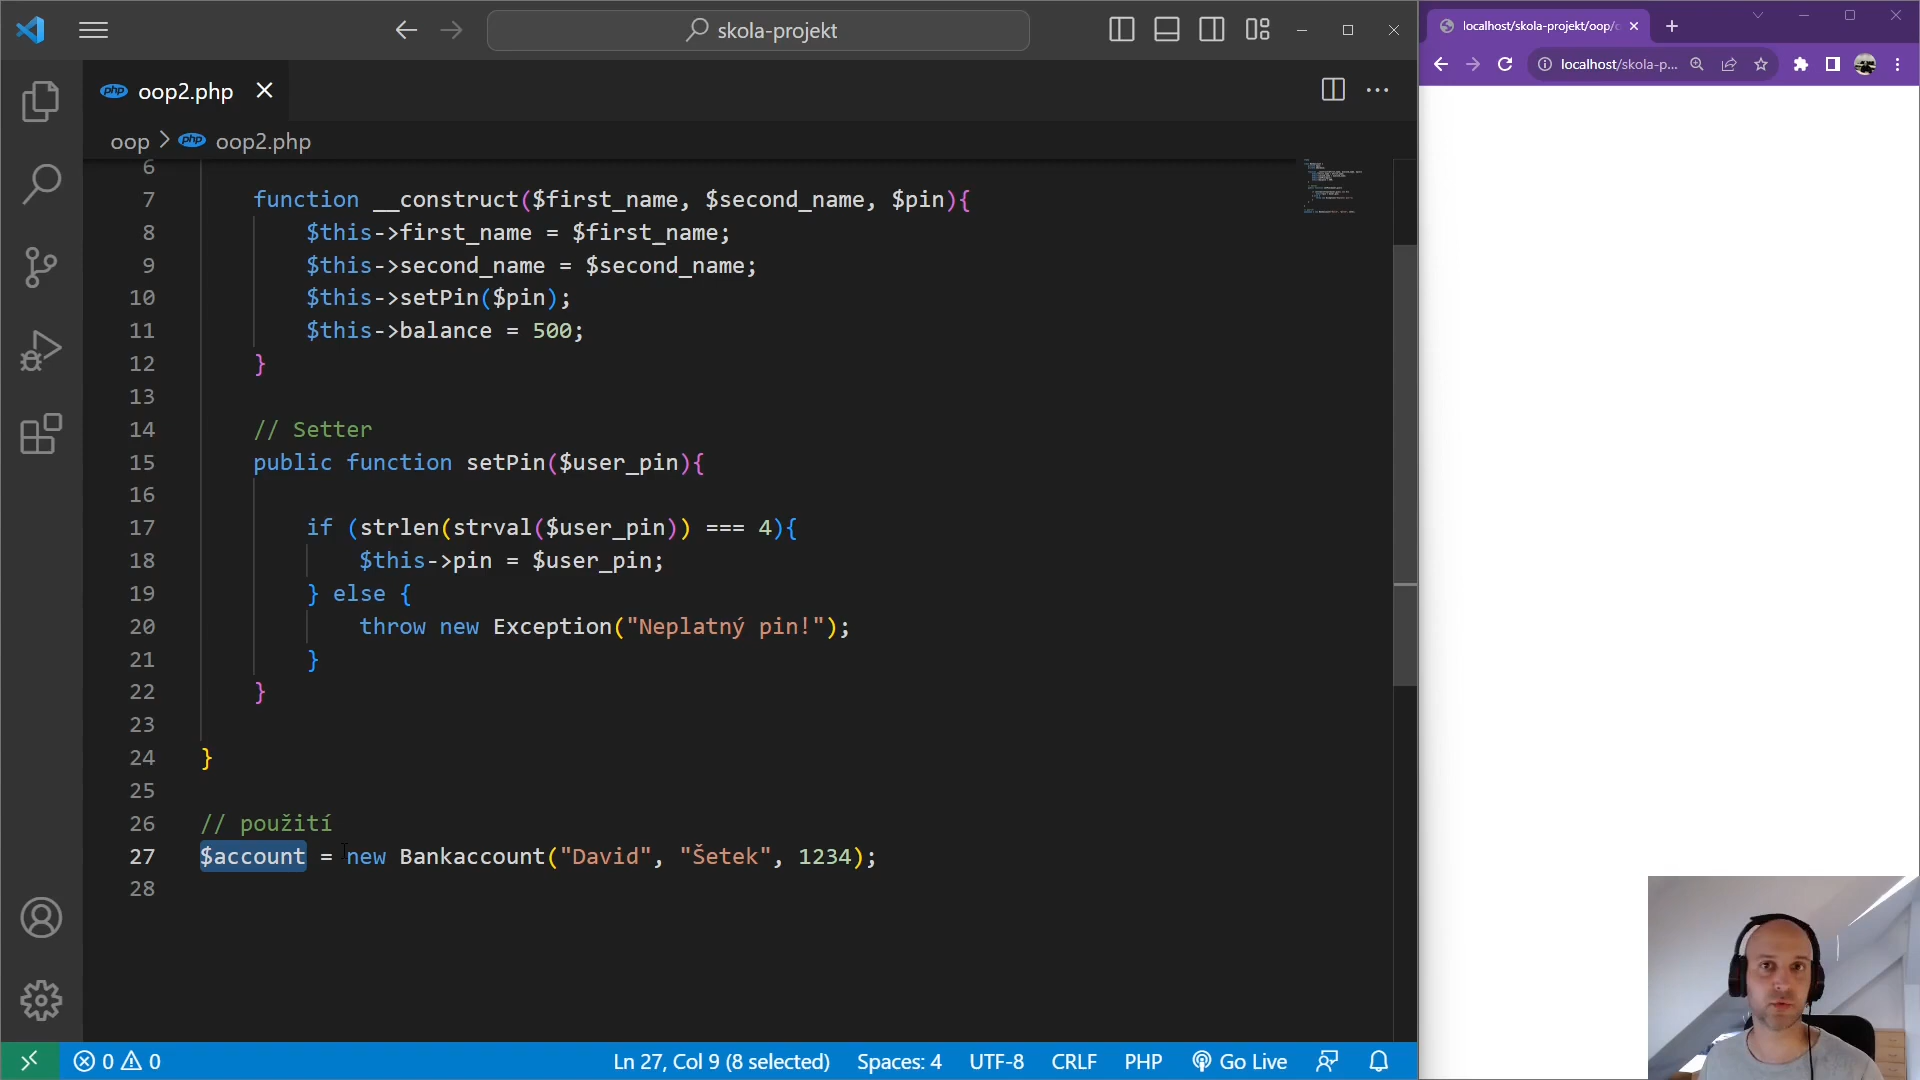 skola-projekt
php oop2.php
oop > php oop2.php
6
7 function __construct($first_name, $second_name, $pin){
8 $this->first_name = $first_name;
9 $this->second_name = $second_name;
10 $this->setPin($pin);
11 $this->balance = 500;
12 }
13
14 // Setter
15 public function setPin($user_pin){
16
17 if (strlen(strval($user_pin)) === 4){
18 $this->pin = $user_pin;
19 } else {
20 throw new Exception("Neplatný pin!");
21 }
22 }
23
24 }
25
26 // použití
27 $account = new Bankaccount("David", "Šetek", 1234);
28
0 0
Ln 27, Col 9 (8 selected)
Spaces: 4
UTF-8
CRLF
PHP
Go Live
localhost/skola-projekt/oop/
localhost/skola-p...